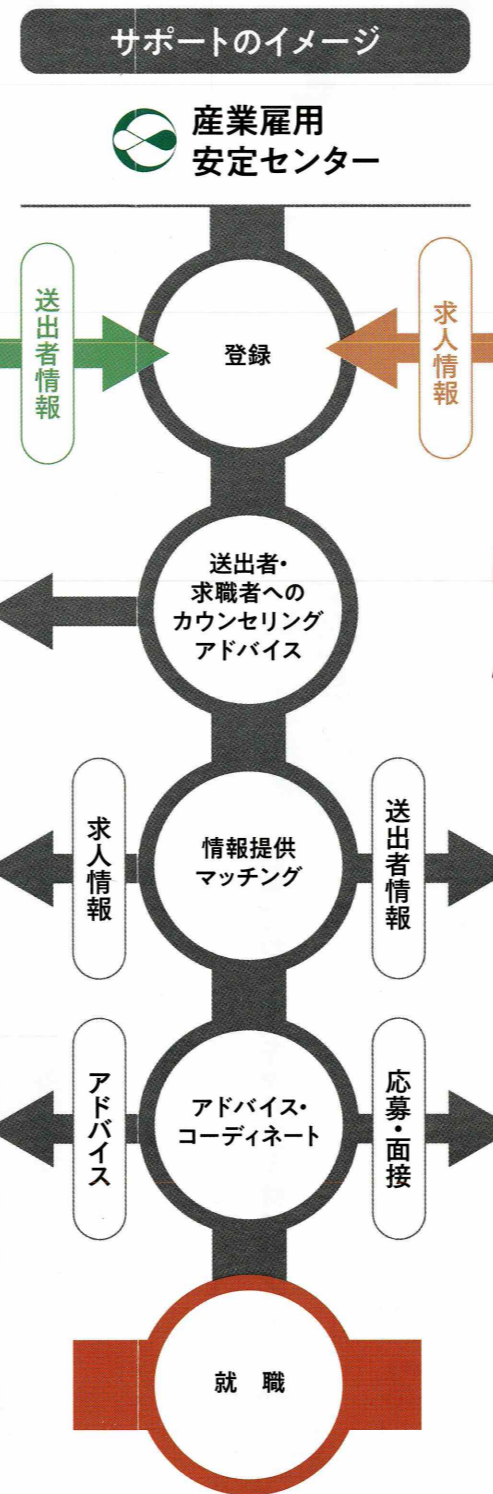 サポートのイメージ
産業雇用
安定センター
送出者情報
登録
求人情報
送出者・
求職者への
カウンセリング
アドバイス
求人情報
情報提供
マッチング
送出者情報
アドバイス
アドバイス・
コーディネート
応募・面接
就　職